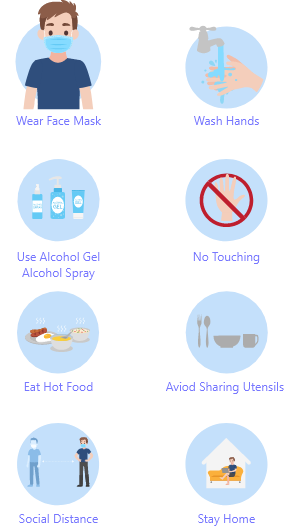 Wear Face Mask
Wash Hands
Use Alcohol Gel
Alcohol Spray
No Touching
Eat Hot Food
Aviod Sharing Utensils
Social Distance
Stay Home